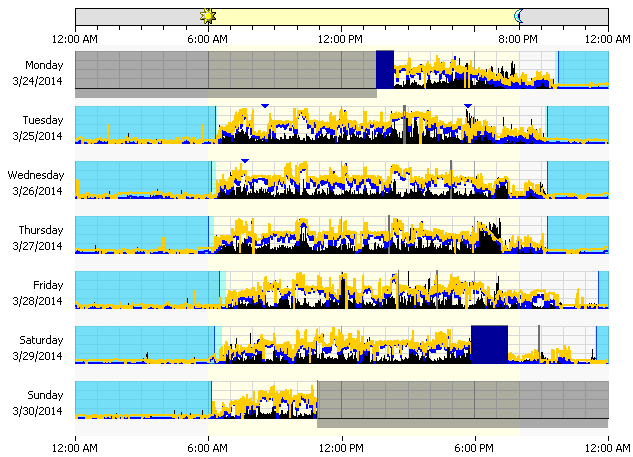 12:00 AM 6:00 AM 12:00 PM 8:00 PM 12:00 AM
Monday
3/24/2014
Tuesday
3/25/2014
Wednesday
3/26/2014
Thursday
3/27/2014
Friday
3/28/2014
Saturday
3/29/2014
Sunday
3/30/2014
12:00 AM 6:00 AM 12:00 PM 6:00 PM 12:00 AM